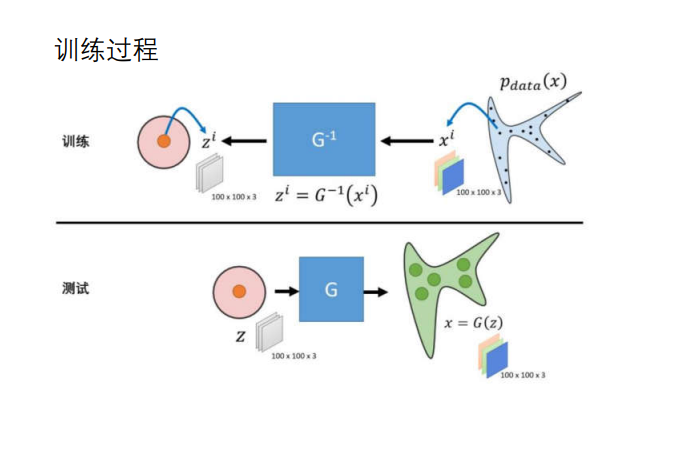 训练过程
p_data(x)
训练
z^i
G^-1
x^i
100 x 100 x 3
z^i = G^-1(x^i)
100 x 100 x 3
测试
G
z
x = G(z)
100 x 100 x 3
100 x 100 x 3